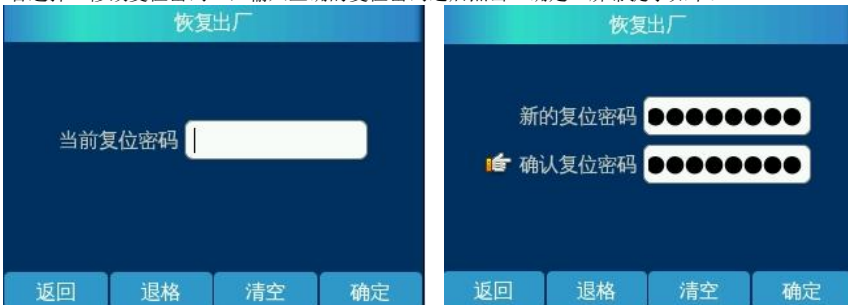 恢复出厂
当前复位密码
返回 退格 清空 确定
恢复出厂
新的复位密码 ●●●●●●●●
确认复位密码 ●●●●●●●●
返回 退格 清空 确定